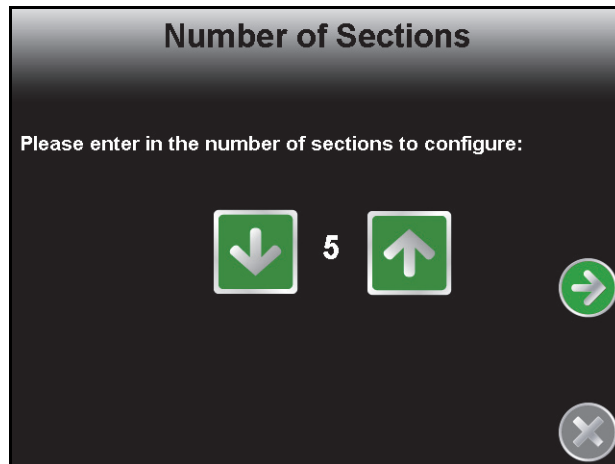 Number of Sections
Please enter in the number of sections to configure:
5